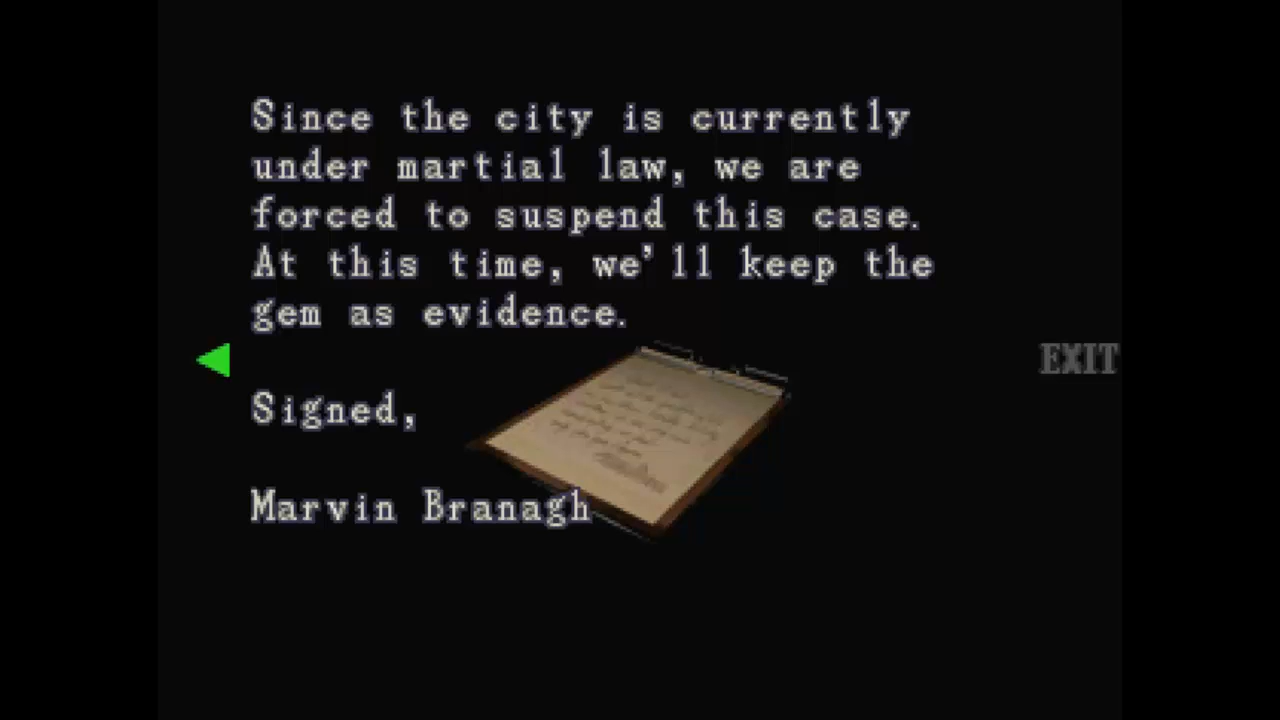 Since the city is currently
under martial law, we are
forced to suspend this case.
At this time, we'll keep the
gem as evidence.
EXIT
Signed,
Marvin Branagh